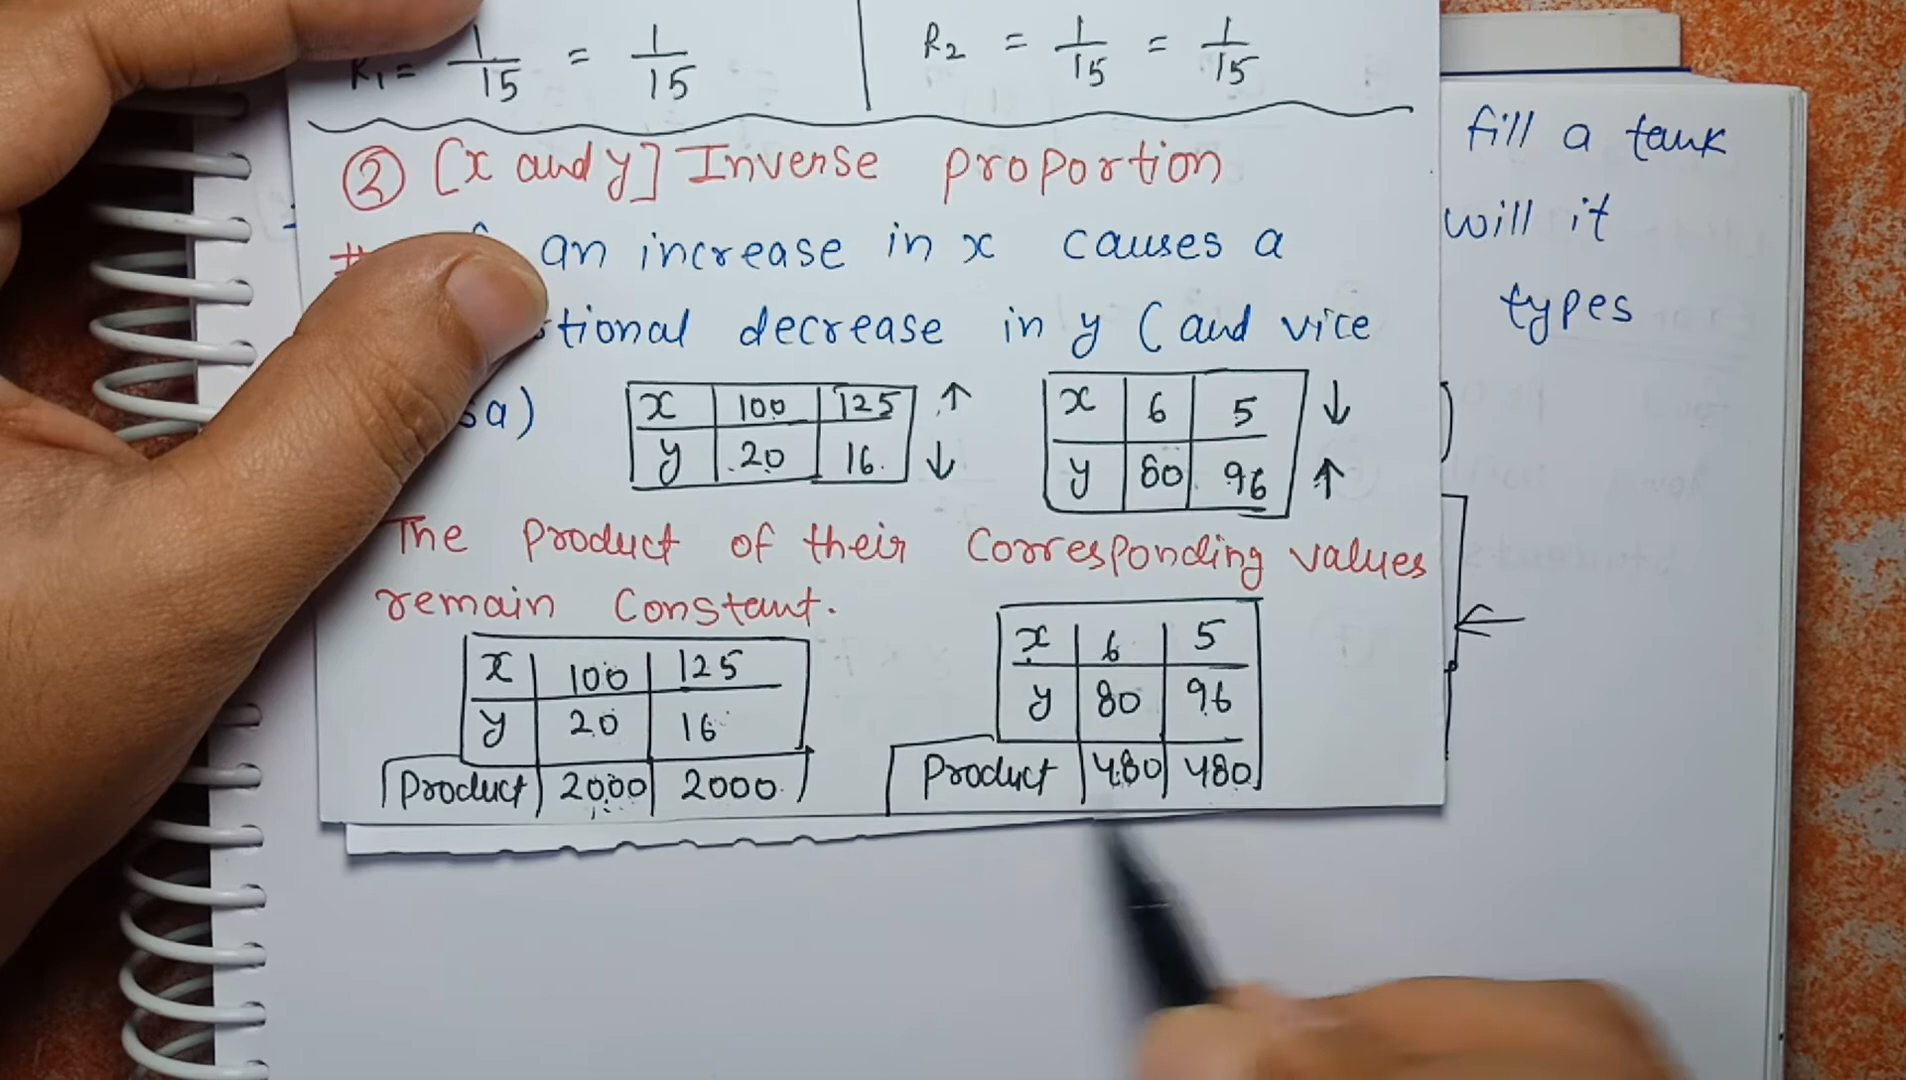 R₁ = 1/15 = 1/15
R₂ = 1/15 = 1/15
② [x and y] Inverse proportion
# an increase in x causes a
tional decrease in y (and vice
sa)
x 100 125 ↑
y 20 16 ↓
x 6 5 ↓
y 80 96 ↑
The product of their corresponding values
remain constant.
x 100 125
y 20 16
Product 2000 2000
x 6 5
y 80 96
Product 480 480
fill a tank
will it
types